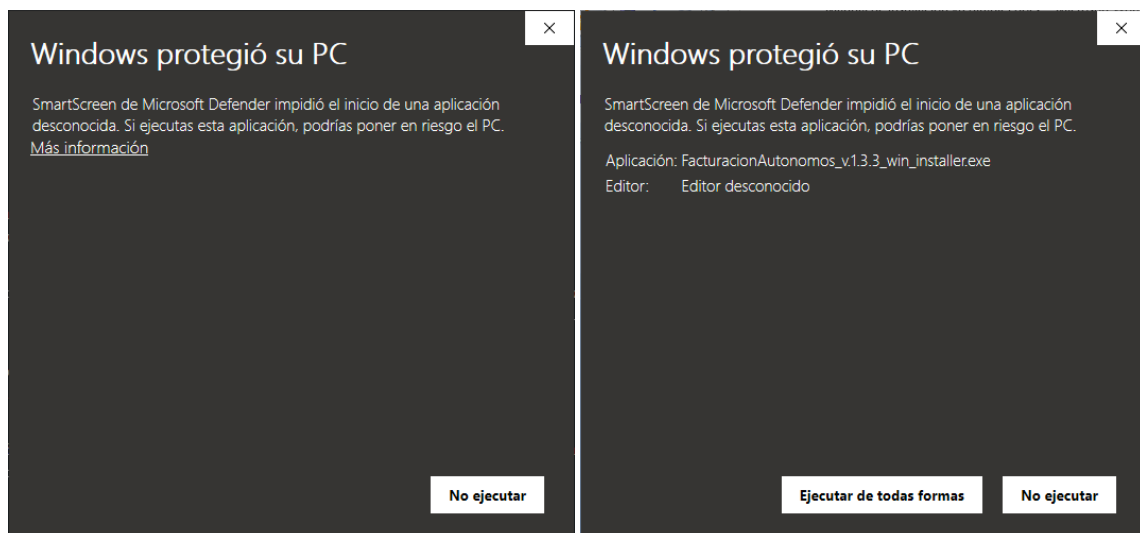 Windows protegió su PC
SmartScreen de Microsoft Defender impidió el inicio de una aplicación
desconocida. Si ejecutas esta aplicación, podrías poner en riesgo el PC.
Más información
No ejecutar
Windows protegió su PC
SmartScreen de Microsoft Defender impidió el inicio de una aplicación
desconocida. Si ejecutas esta aplicación, podrías poner en riesgo el PC.
Aplicación: FacturacionAutonomos_v.1.3.3_win_installer.exe
Editor: Editor desconocido
Ejecutar de todas formas
No ejecutar